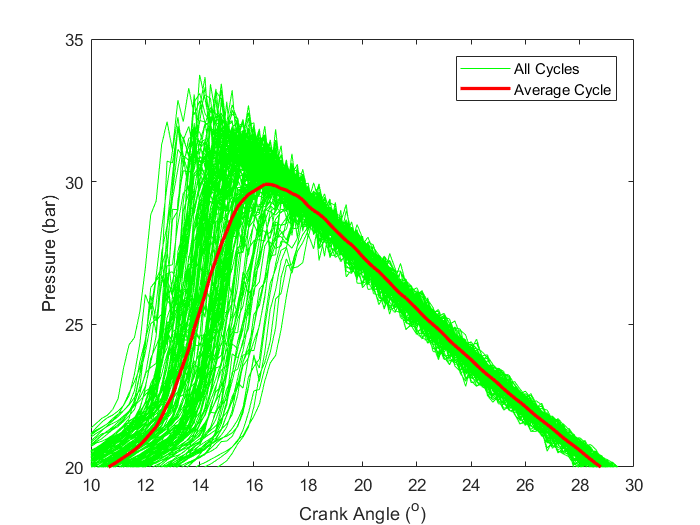 35
30
25
20
10 12 14 16 18 20 22 24 26 28 30
Pressure (bar)
Crank Angle (°)
All Cycles
Average Cycle